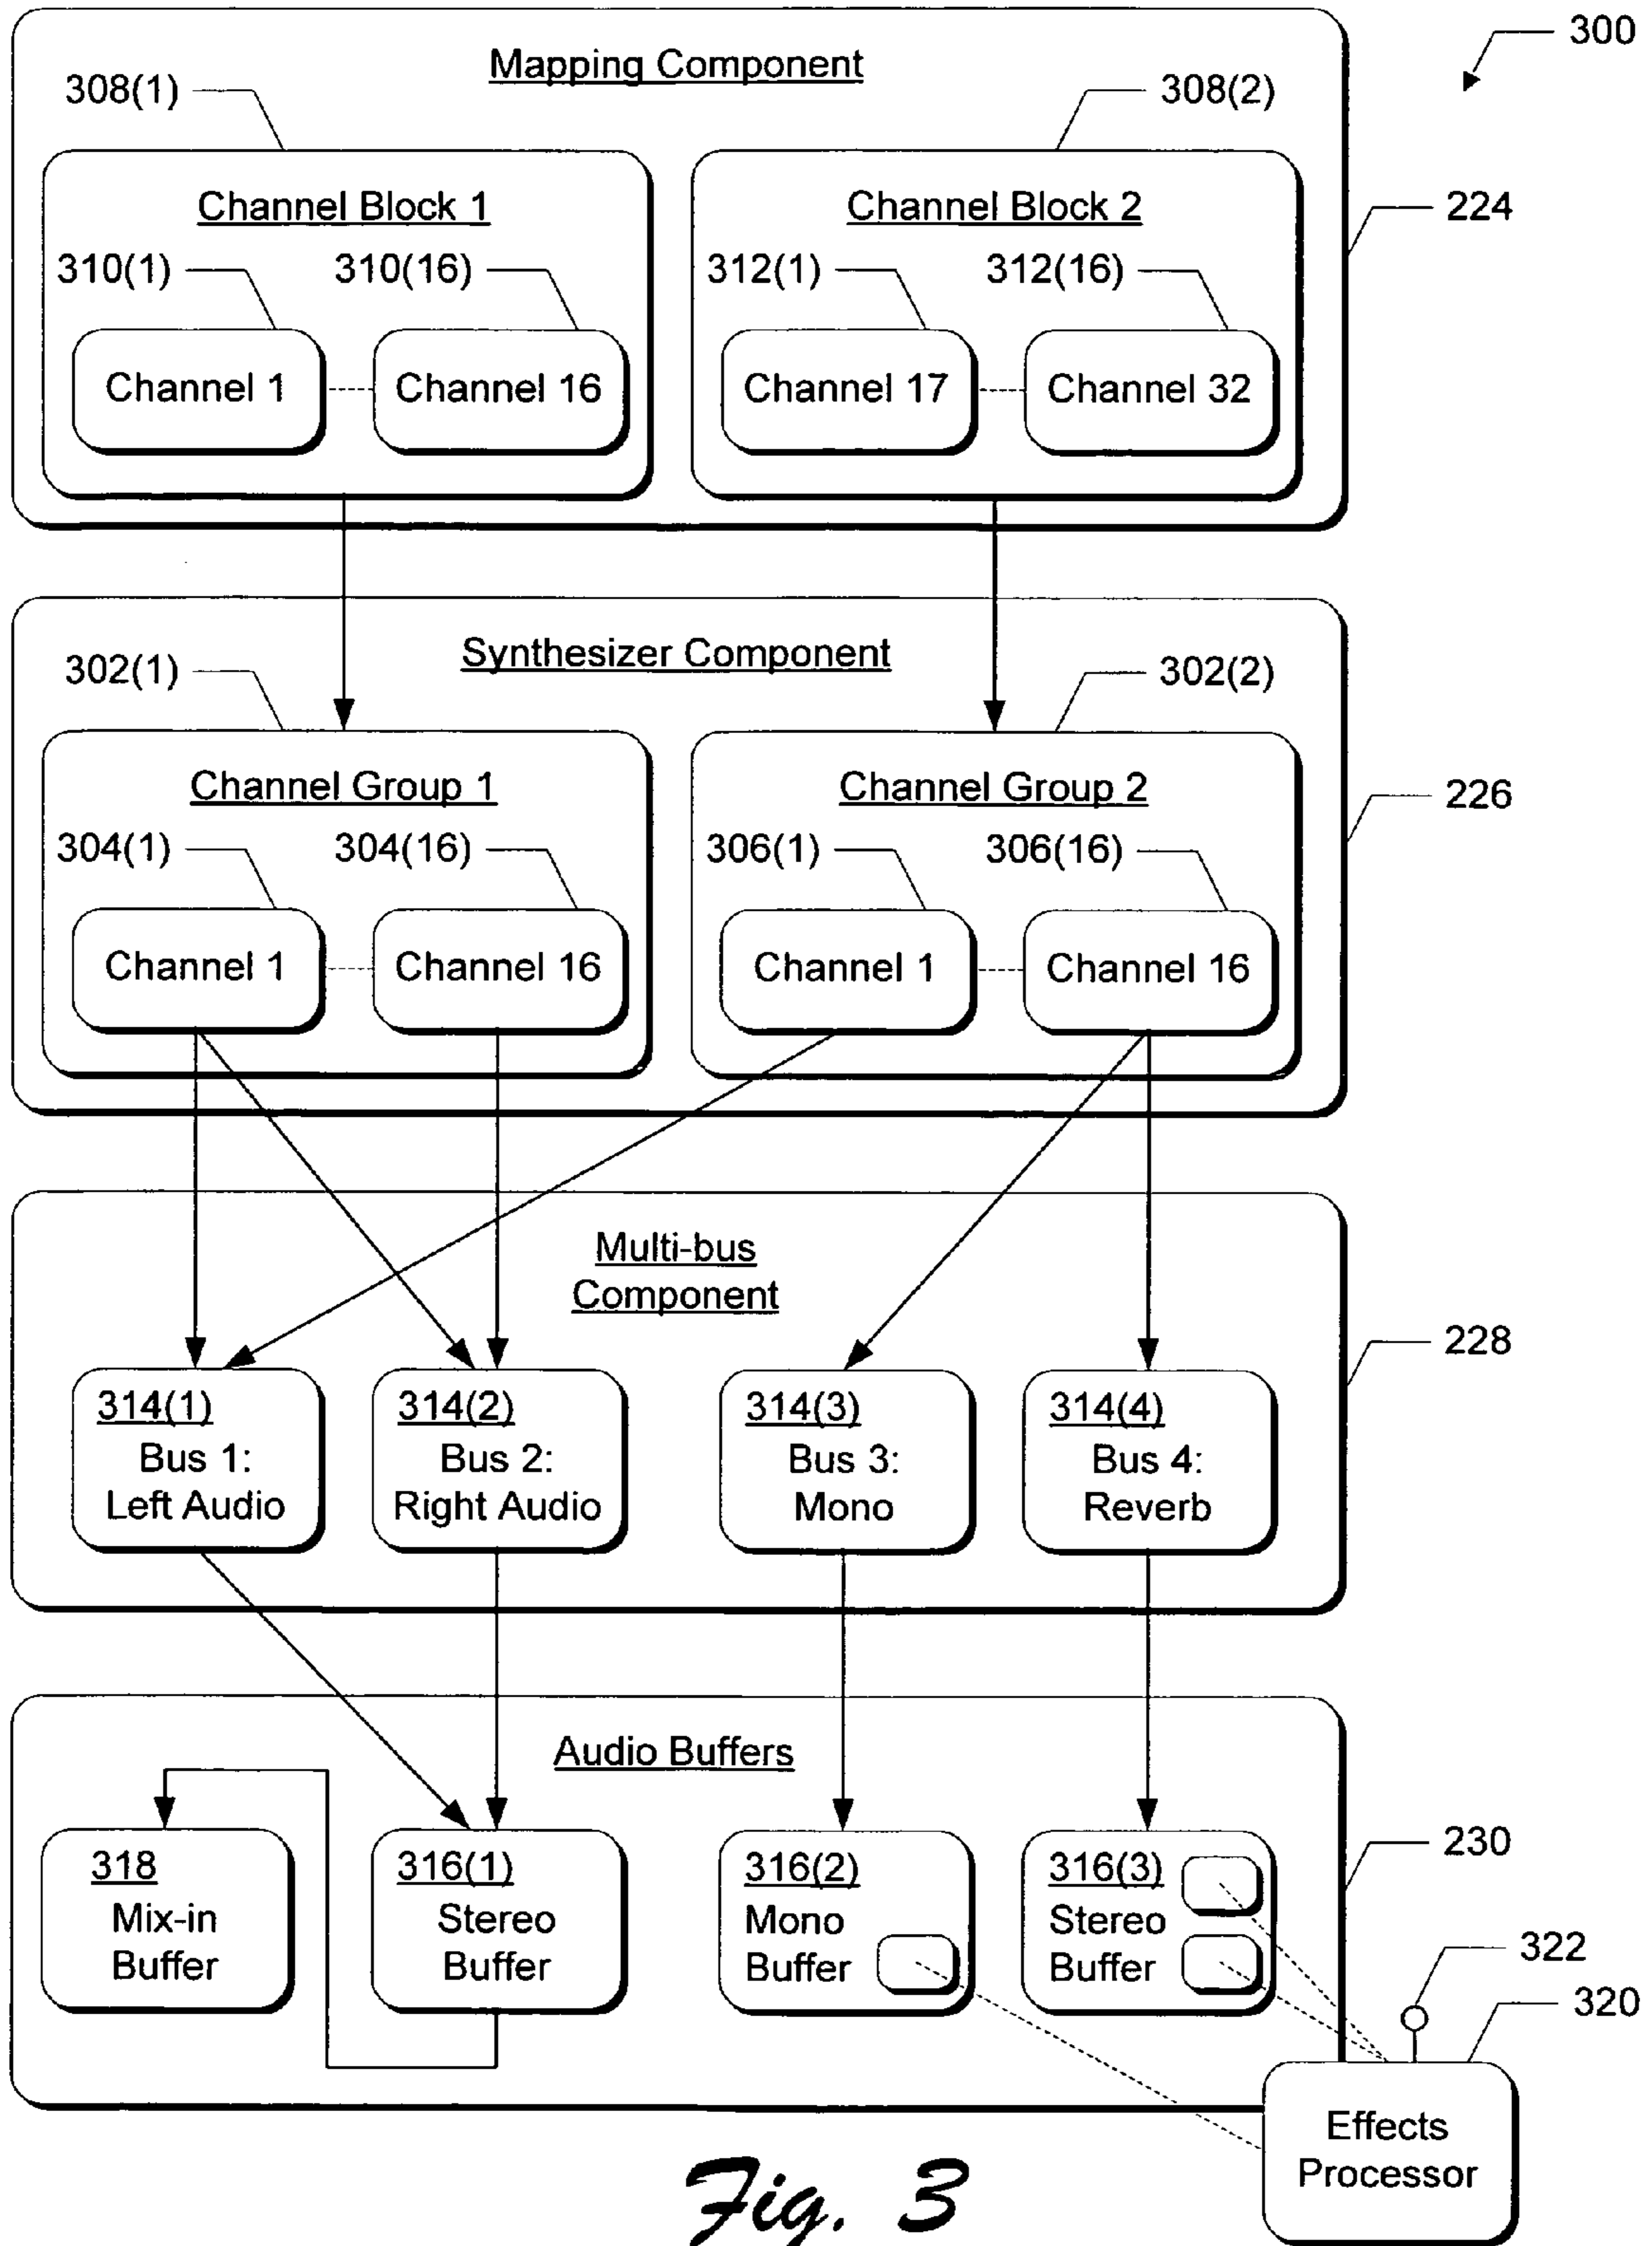 300
Mapping Component
308(1)
308(2)
Channel Block 1
Channel Block 2
224
310(1)
310(16)
312(1)
312(16)
Channel 1
Channel 16
Channel 17
Channel 32
Synthesizer Component
302(1)
302(2)
Channel Group 1
Channel Group 2
226
304(1)
304(16)
306(1)
306(16)
Channel 1
Channel 16
Channel 1
Channel 16
Multi-bus
Component
228
314(1)
Bus 1:
Left Audio
314(2)
Bus 2:
Right Audio
314(3)
Bus 3:
Mono
314(4)
Bus 4:
Reverb
Audio Buffers
230
318
Mix-in
Buffer
316(1)
Stereo
Buffer
316(2)
Mono
Buffer
316(3)
Stereo
Buffer
322
320
Effects
Processor
Fig. 3